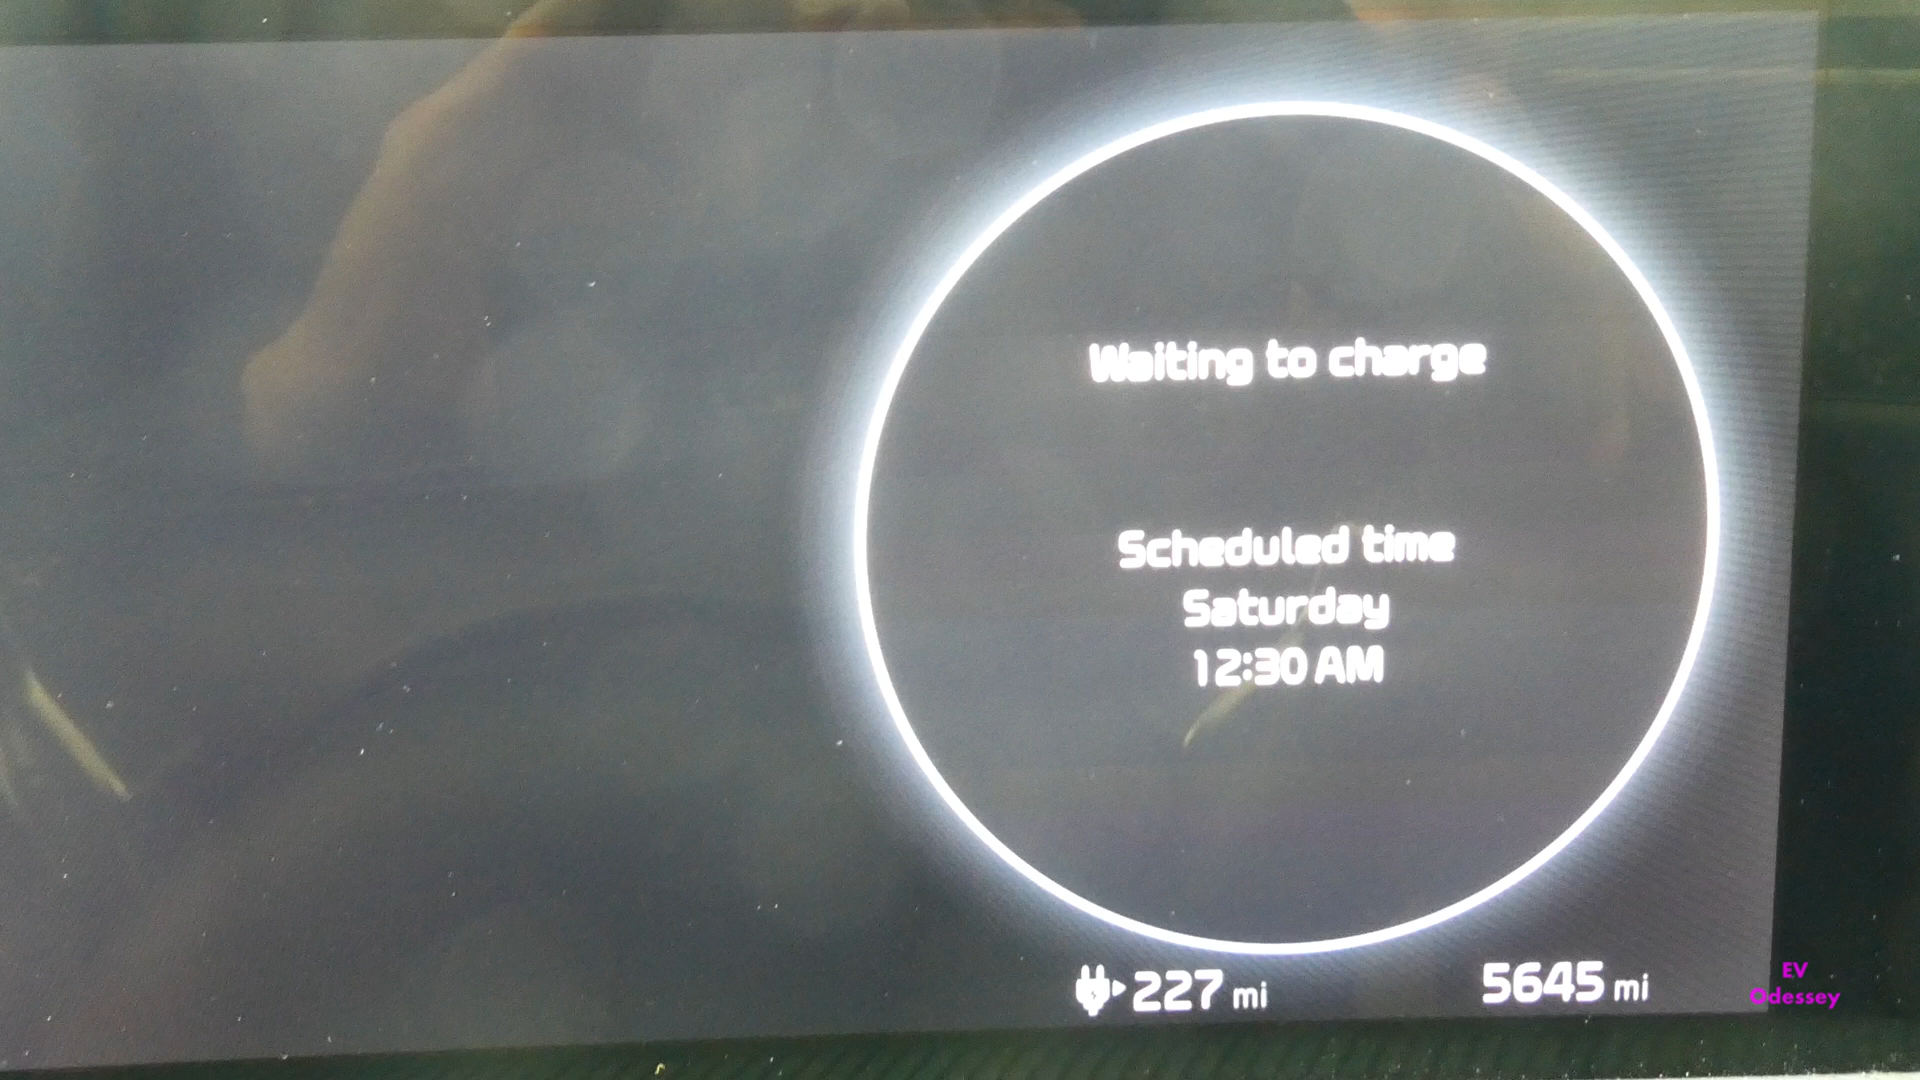 Waiting to charge
Scheduled time
Saturday
12:30 AM
227 mi
5645 mi
EV
Odessey